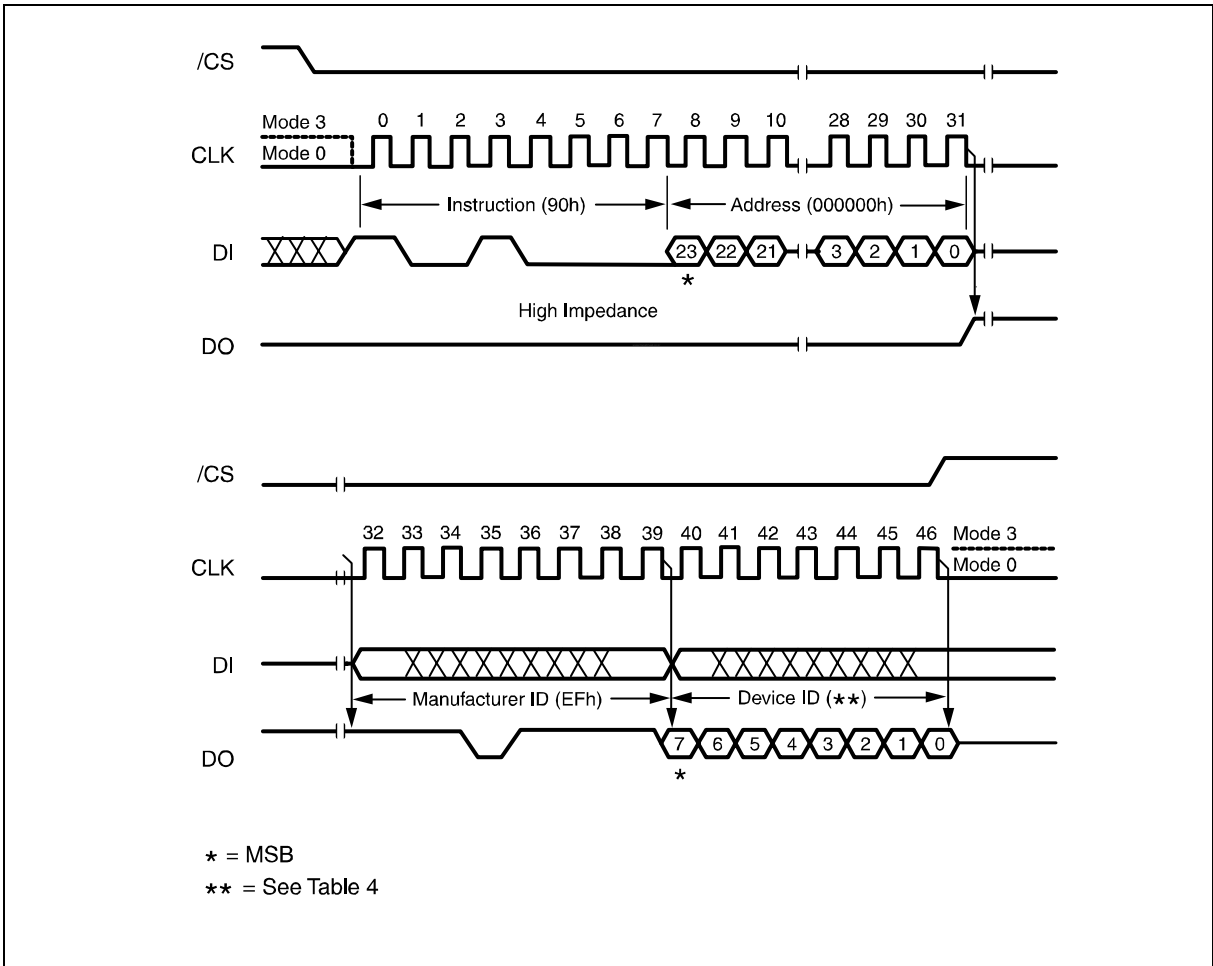 /CS
Mode 3 0 1 2 3 4 5 6 7 8 9 10 28 29 30 31
CLK Mode 0
Instruction (90h) Address (000000h)
DI 23 22 21 3 2 1 0
*
High Impedance
DO
/CS
32 33 34 35 36 37 38 39 40 41 42 43 44 45 46 Mode 3
CLK Mode 0
DI
Manufacturer ID (EFh) Device ID (**)
DO 7 6 5 4 3 2 1 0
*
* = MSB
** = See Table 4